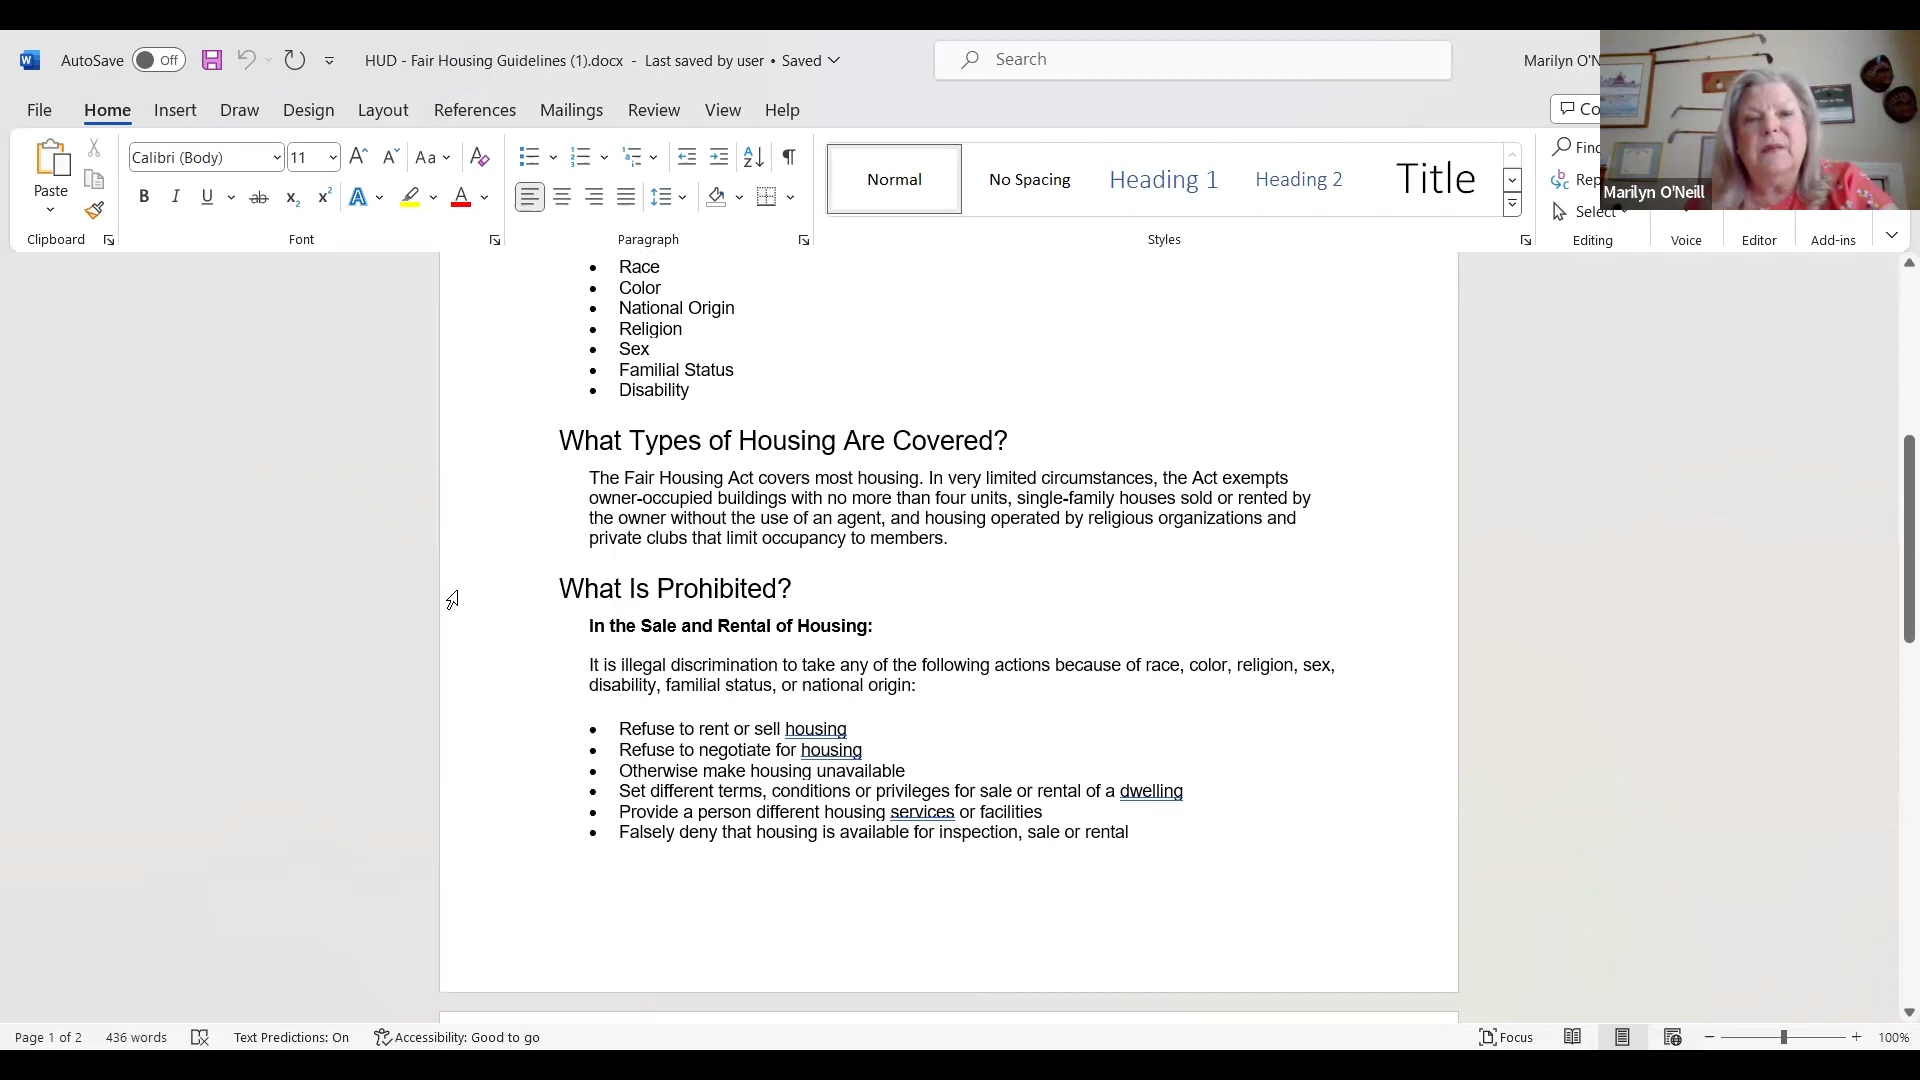 AutoSave Off HUD - Fair Housing Guidelines (1).docx - Last saved by user • Saved Search Marilyn O'N
File Home Insert Draw Design Layout References Mailings Review View Help Co
Paste Calibri (Body) 11 Aa Normal No Spacing Heading 1 Heading 2 Title Find
Rep
Select
Clipboard Font Paragraph Styles Editing Voice Editor Add-ins
Marilyn O'Neill
• Race
• Color
• National Origin
• Religion
• Sex
• Familial Status
• Disability
What Types of Housing Are Covered?
The Fair Housing Act covers most housing. In very limited circumstances, the Act exempts
owner-occupied buildings with no more than four units, single-family houses sold or rented by
the owner without the use of an agent, and housing operated by religious organizations and
private clubs that limit occupancy to members.
What Is Prohibited?
In the Sale and Rental of Housing:
It is illegal discrimination to take any of the following actions because of race, color, religion, sex,
disability, familial status, or national origin:
• Refuse to rent or sell housing
• Refuse to negotiate for housing
• Otherwise make housing unavailable
• Set different terms, conditions or privileges for sale or rental of a dwelling
• Provide a person different housing services or facilities
• Falsely deny that housing is available for inspection, sale or rental
Page 1 of 2 436 words Text Predictions: On Accessibility: Good to go Focus 100%